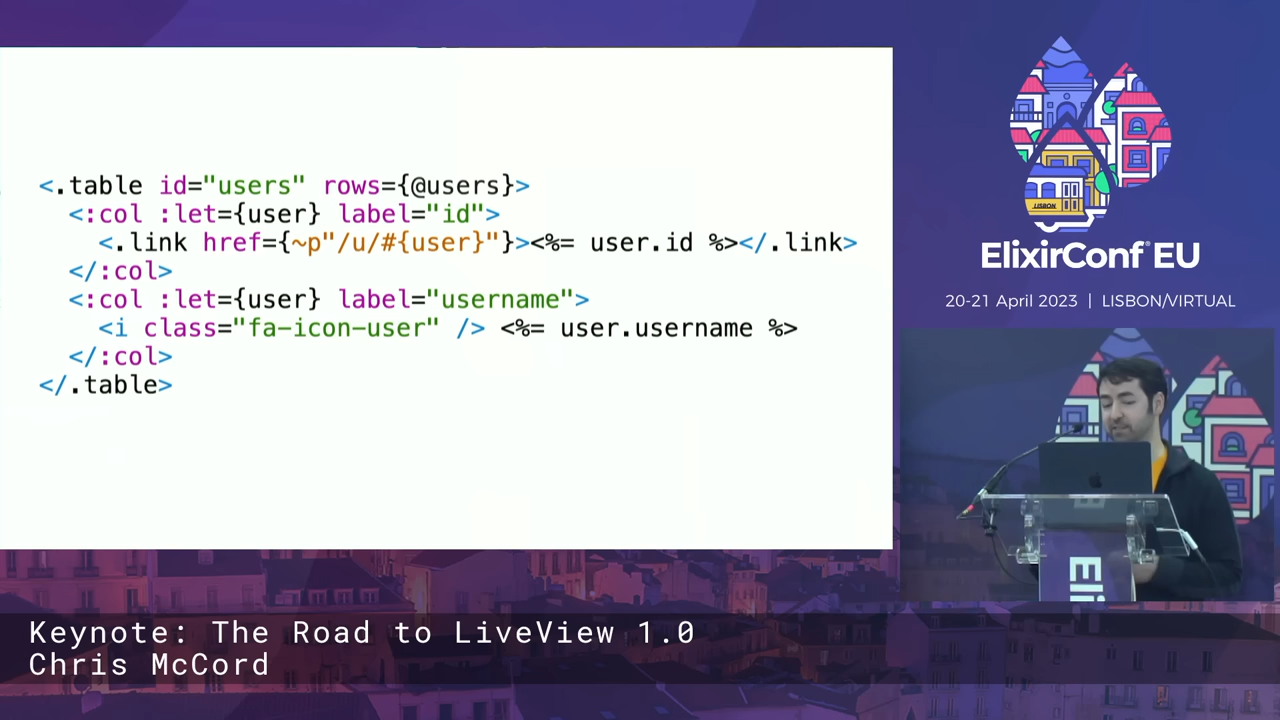 <.table id="users" rows={@users}>
<:col :let={user} label="id">
<.link href={~p"/u/#{user}"}><%= user.id %></.link>
</:col>
<:col :let={user} label="username">
<i class="fa-icon-user" /> <%= user.username %>
</:col>
</.table>
LISBON
ElixirConf® EU
20-21 April 2023 | LISBON/VIRTUAL
Eli
Keynote: The Road to LiveView 1.0
Chris McCord